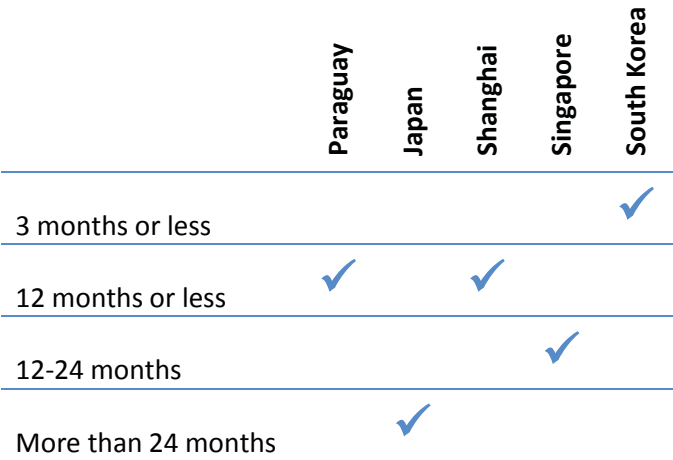 Paraguay
Japan
Shanghai
Singapore
South Korea
3 months or less
12 months or less
12-24 months
More than 24 months